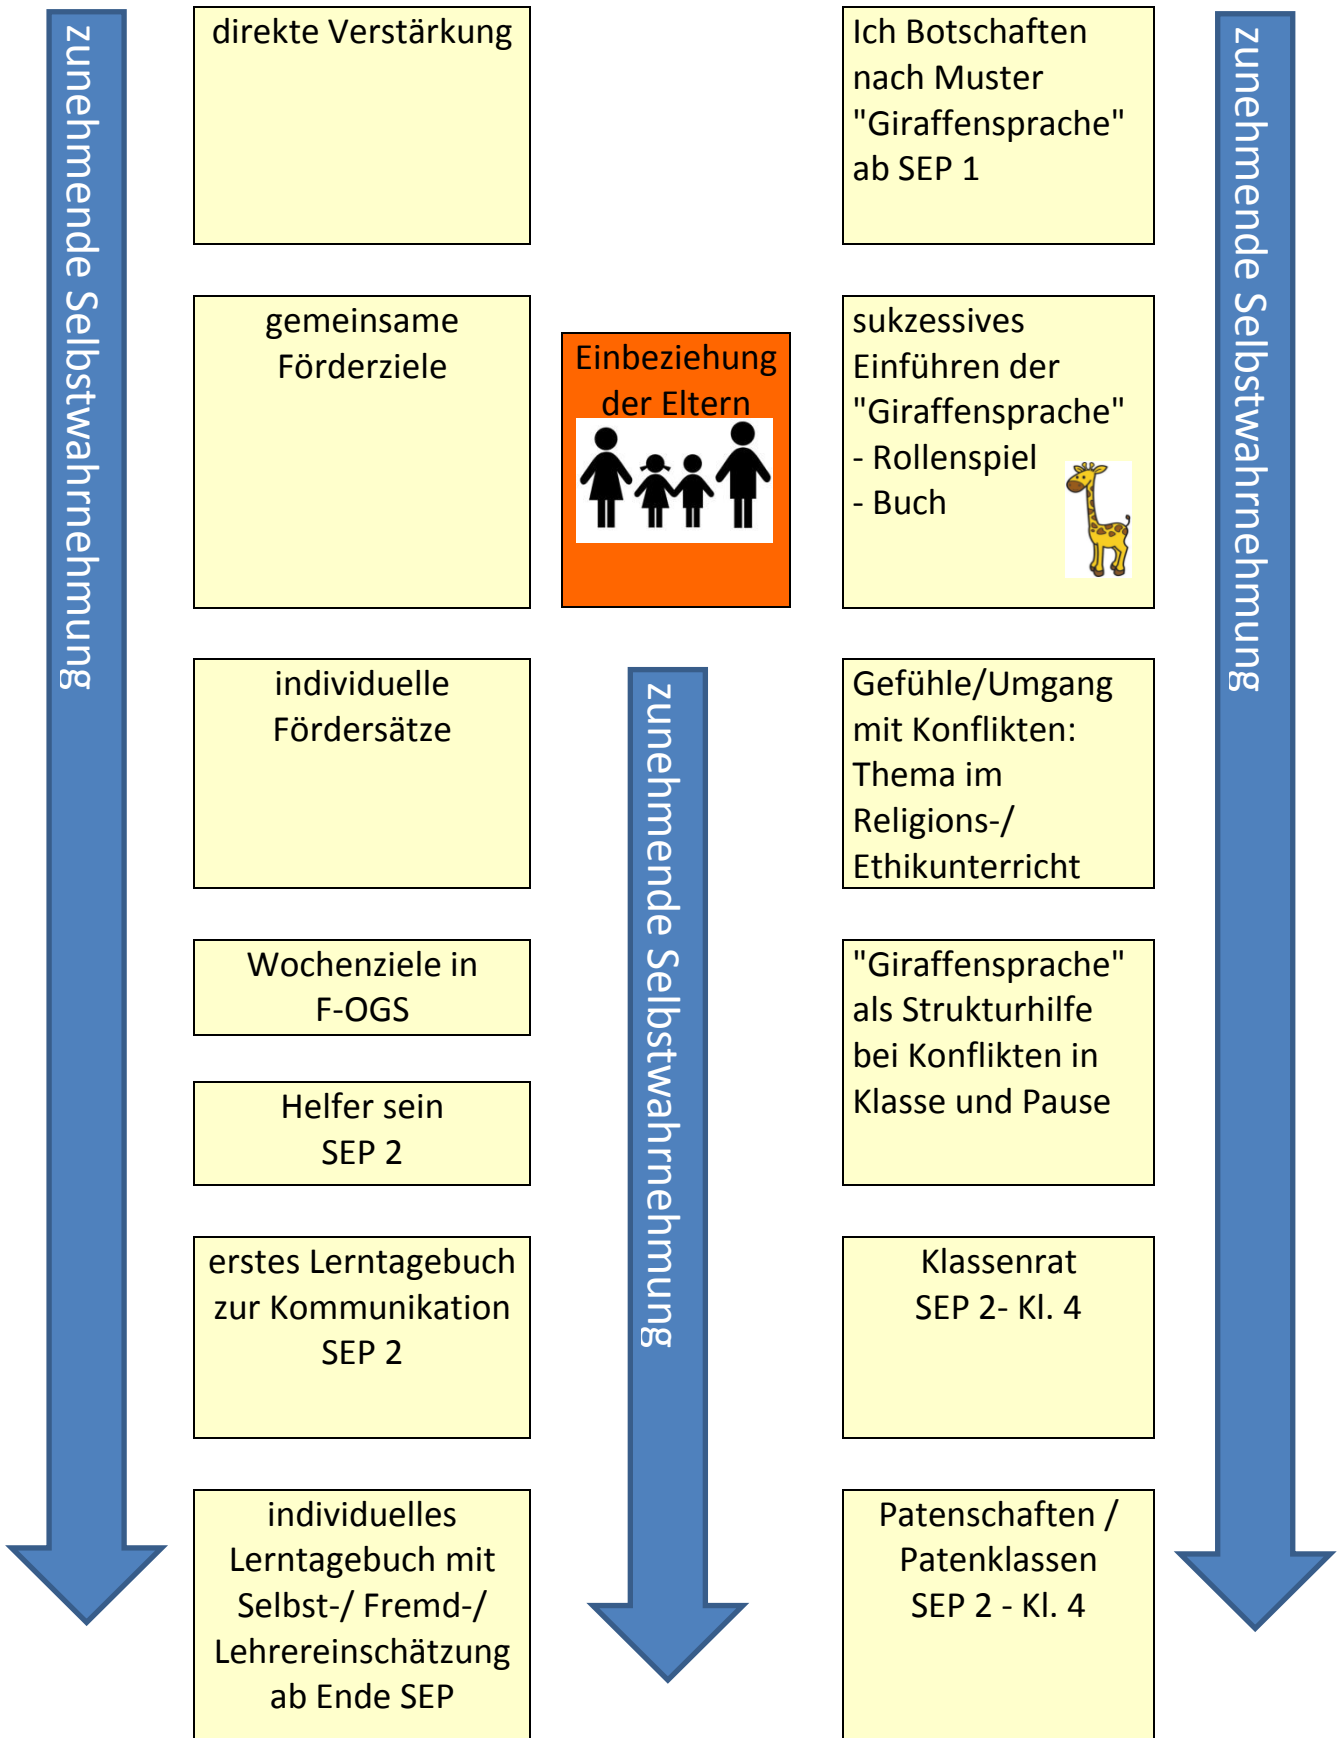 zunehmende Selbstwahrnehmung
direkte Verstärkung
gemeinsame
Förderziele
individuelle
Fördersätze
Wochenziele in
F-OGS
Helfer sein
SEP 2
erstes Lerntagebuch
zur Kommunikation
SEP 2
individuelles
Lerntagebuch mit
Selbst-/ Fremd-/
Lehrereinschätzung
ab Ende SEP
Einbeziehung
der Eltern
zunehmende Selbstwahrnehmung
Ich Botschaften
nach Muster
"Giraffensprache"
ab SEP 1
sukzessives
Einführen der
"Giraffensprache"
- Rollenspiel
- Buch
Gefühle/Umgang
mit Konflikten:
Thema im
Religions-/
Ethikunterricht
"Giraffensprache"
als Strukturhilfe
bei Konflikten in
Klasse und Pause
Klassenrat
SEP 2- Kl. 4
Patenschaften /
Patenklassen
SEP 2 - Kl. 4
zunehmende Selbstwahrnehmung